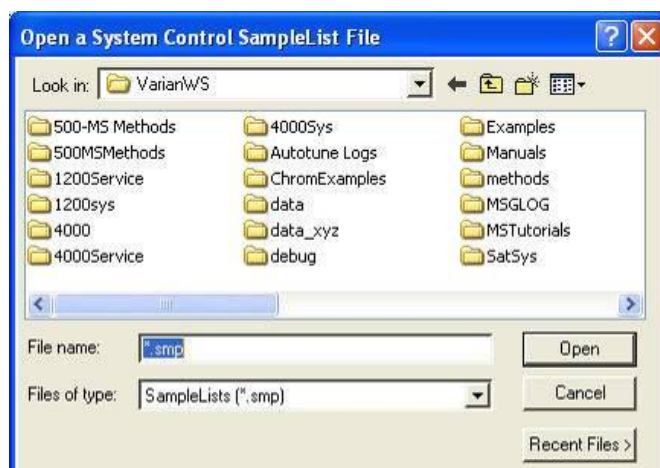 Open a System Control SampleList File
Look in: VarianWS
500-MS Methods 4000Sys Examples
500MSMethods Autotune Logs Manuals
1200Service ChromExamples methods
1200sys data MSGLOG
4000 data_xyz MSTutorials
4000Service debug SatSys
File name: *.smp Open
Files of type: SampleLists (*.smp) Cancel
Recent Files >